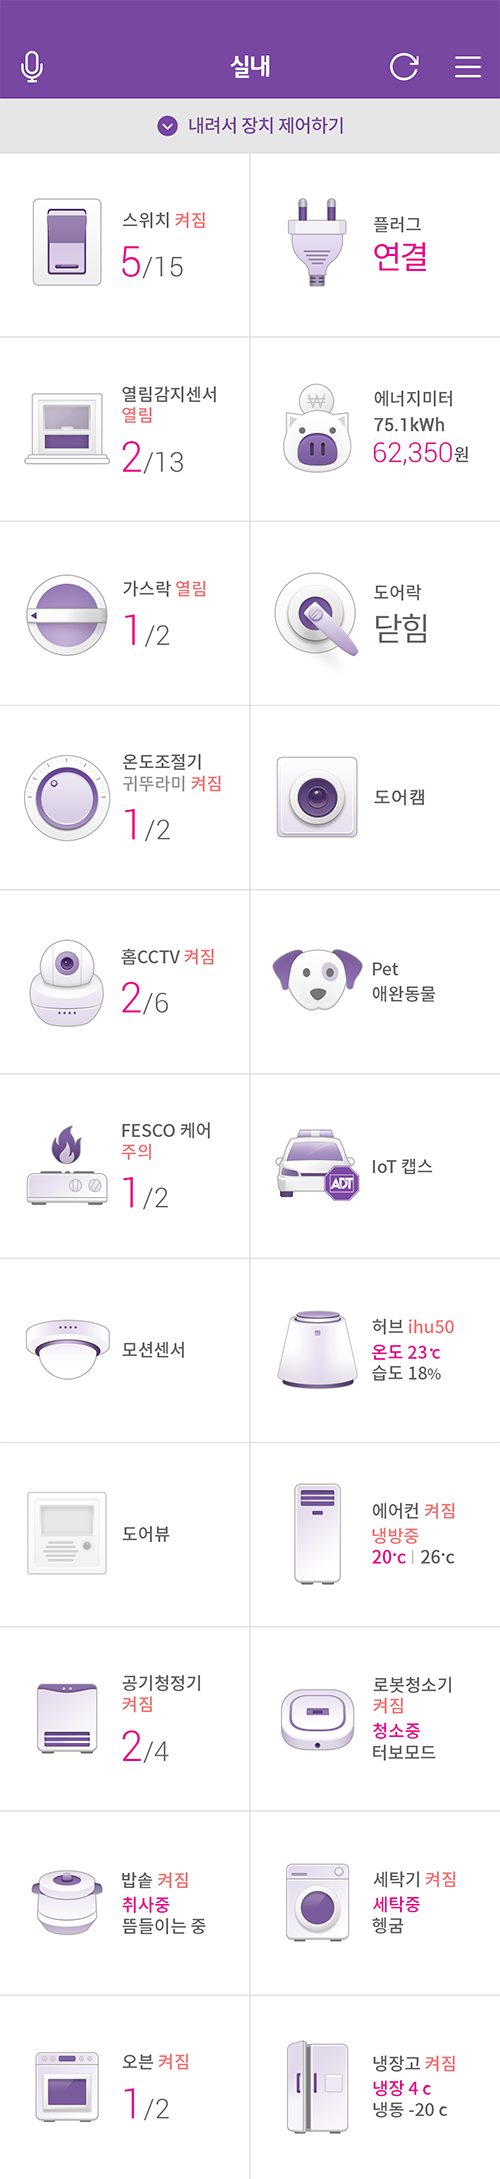 실내
내려서 장치 제어하기
스위치 켜짐
5/15
플러그
연결
열림감지센서
열림
2/13
₩
에너지미터
75.1kWh
62,350원
가스락 열림
1/2
도어락
닫힘
온도조절기
귀뚜라미 켜짐
1/2
도어캠
홈CCTV 켜짐
2/6
Pet
애완동물
FESCO 케어
주의
1/2
ADT
IoT 캡스
모션센서
허브 ihu50
온도 23℃
습도 18%
도어뷰
에어컨 켜짐
냉방중
20°c | 26°c
공기청정기
켜짐
2/4
로봇청소기
켜짐
청소중
터보모드
밥솥 켜짐
취사중
뜸들이는 중
세탁기 켜짐
세탁중
헹굼
오븐 켜짐
1/2
냉장고 켜짐
냉장 4 c
냉동 -20 c